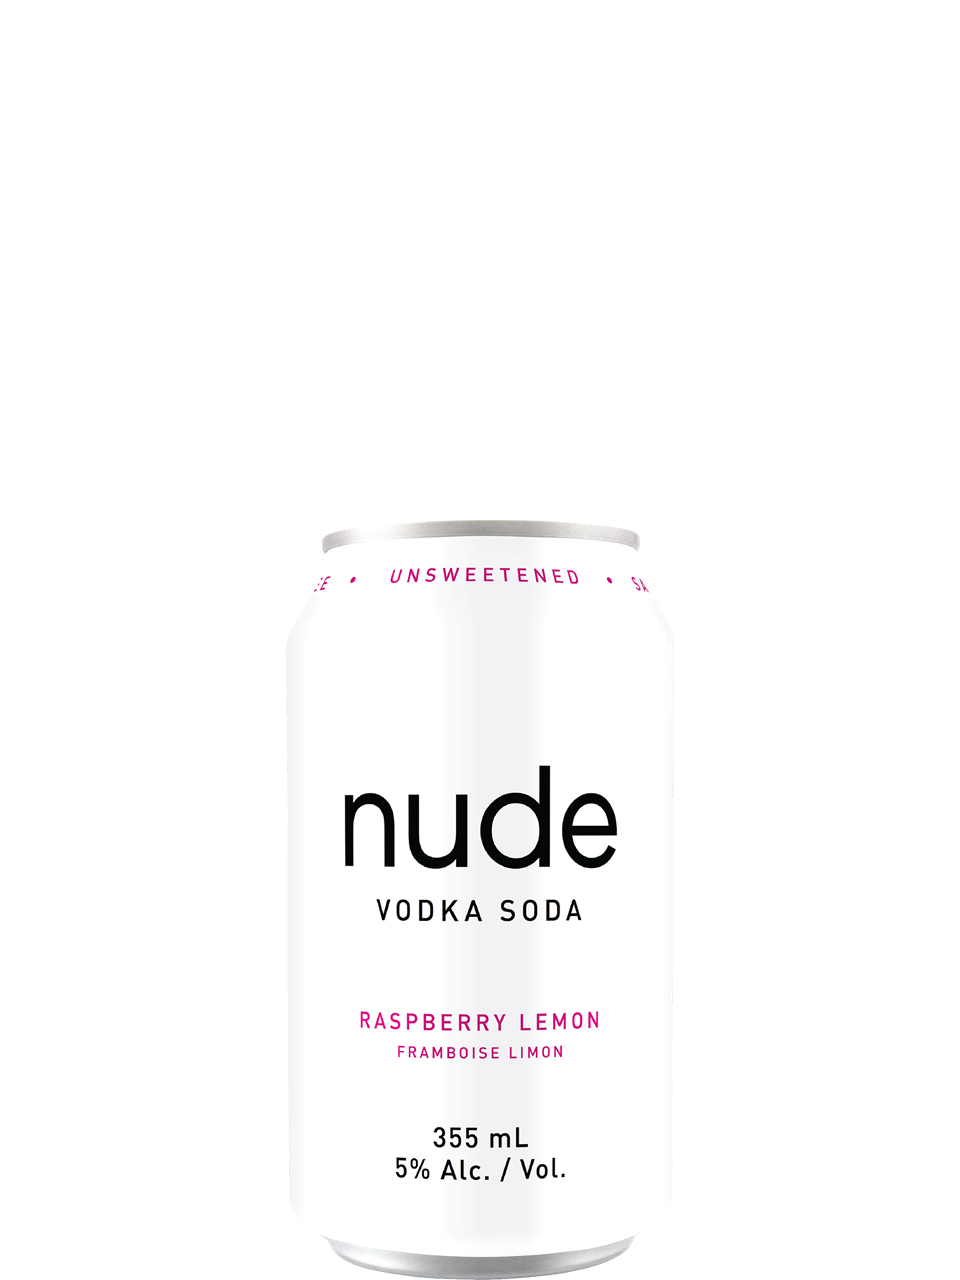 • UNSWEETENED •
nude
VODKA SODA
RASPBERRY LEMON
FRAMBOISE LIMON
355 mL
5% Alc. / Vol.